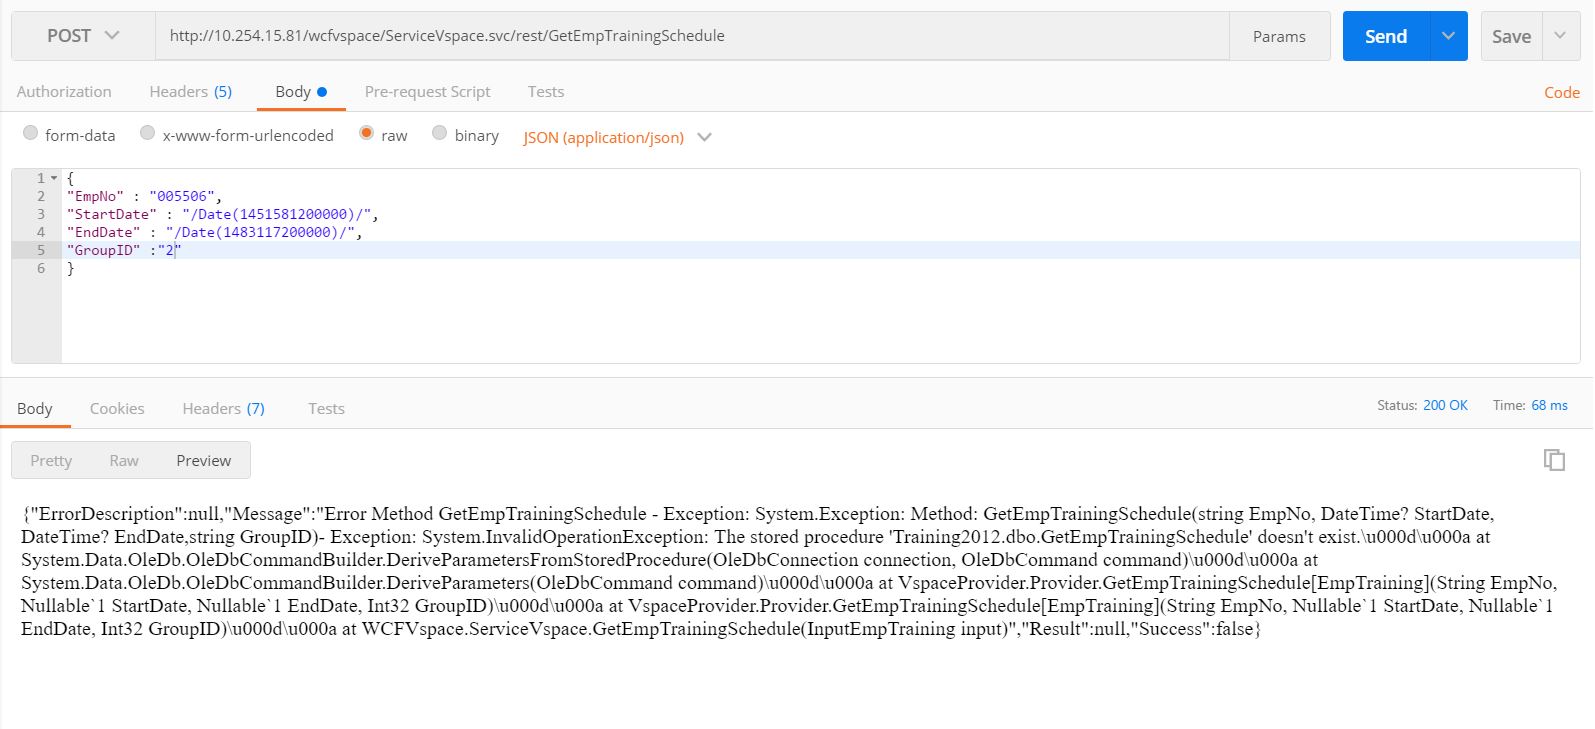 POST http://10.254.15.81/wcfvspace/ServiceVspace.svc/rest/GetEmpTrainingSchedule Params Send Save
Authorization Headers (5) Body Pre-request Script Tests Code
form-data x-www-form-urlencoded raw binary JSON (application/json)
1 {
2 "EmpNo" : "005506",
3 "StartDate" : "/Date(1451581200000)/",
4 "EndDate" : "/Date(1483117200000)/",
5 "GroupID" :"2"
6 }
Body Cookies Headers (7) Tests Status: 200 OK Time: 68 ms
Pretty Raw Preview
{"ErrorDescription":null,"Message":"Error Method GetEmpTrainingSchedule - Exception: System.Exception: Method: GetEmpTrainingSchedule(string EmpNo, DateTime? StartDate,
DateTime? EndDate,string GroupID)- Exception: System.InvalidOperationException: The stored procedure 'Training2012.dbo.GetEmpTrainingSchedule' doesn't exist.\u000d\u000a at
System.Data.OleDb.OleDbCommandBuilder.DeriveParametersFromStoredProcedure(OleDbConnection connection, OleDbCommand command)\u000d\u000a at
System.Data.OleDb.OleDbCommandBuilder.DeriveParameters(OleDbCommand command)\u000d\u000a at VspaceProvider.Provider.GetEmpTrainingSchedule[EmpTraining](String EmpNo,
Nullable`1 StartDate, Nullable`1 EndDate, Int32 GroupID)\u000d\u000a at VspaceProvider.Provider.GetEmpTrainingSchedule[EmpTraining](String EmpNo, Nullable`1 StartDate, Nullable`1
EndDate, Int32 GroupID)\u000d\u000a at WCFVspace.ServiceVspace.GetEmpTrainingSchedule(InputEmpTraining input)","Result":null,"Success":false}